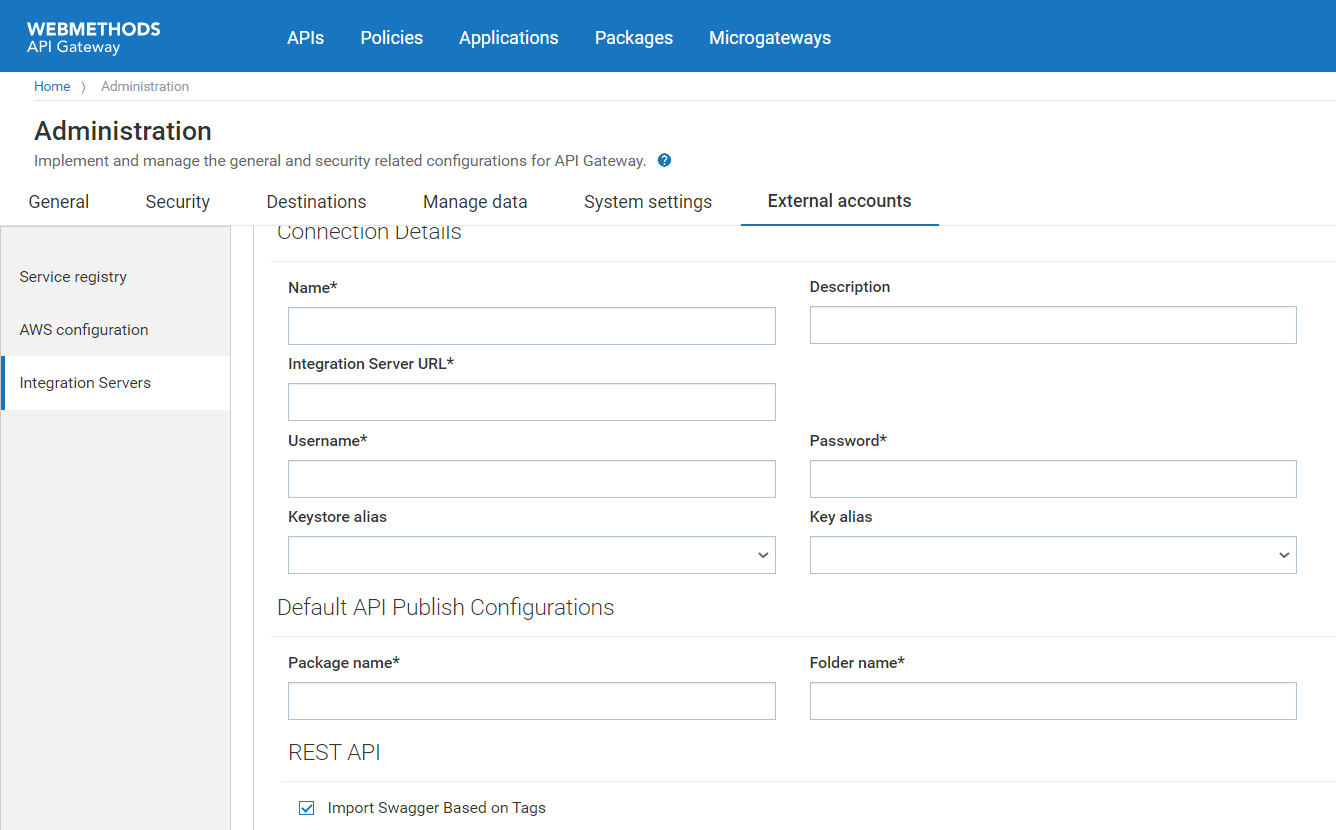 WEBMETHODS
API Gateway
APIs Policies Applications Packages Microgateways
Home 〉 Administration
Administration
Implement and manage the general and security related configurations for API Gateway. ?
General Security Destinations Manage data System settings External accounts
Service registry
AWS configuration
Integration Servers
Connection Details
Name* Description
Integration Server URL*
Username* Password*
Keystore alias Key alias
Default API Publish Configurations
Package name* Folder name*
REST API
Import Swagger Based on Tags